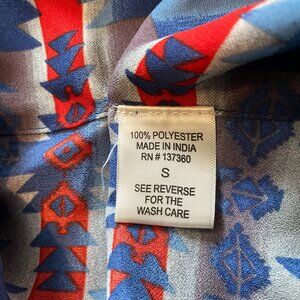 100% POLYESTER
MADE IN INDIA
RN # 137360
S
SEE REVERSE
FOR THE
WASH CARE